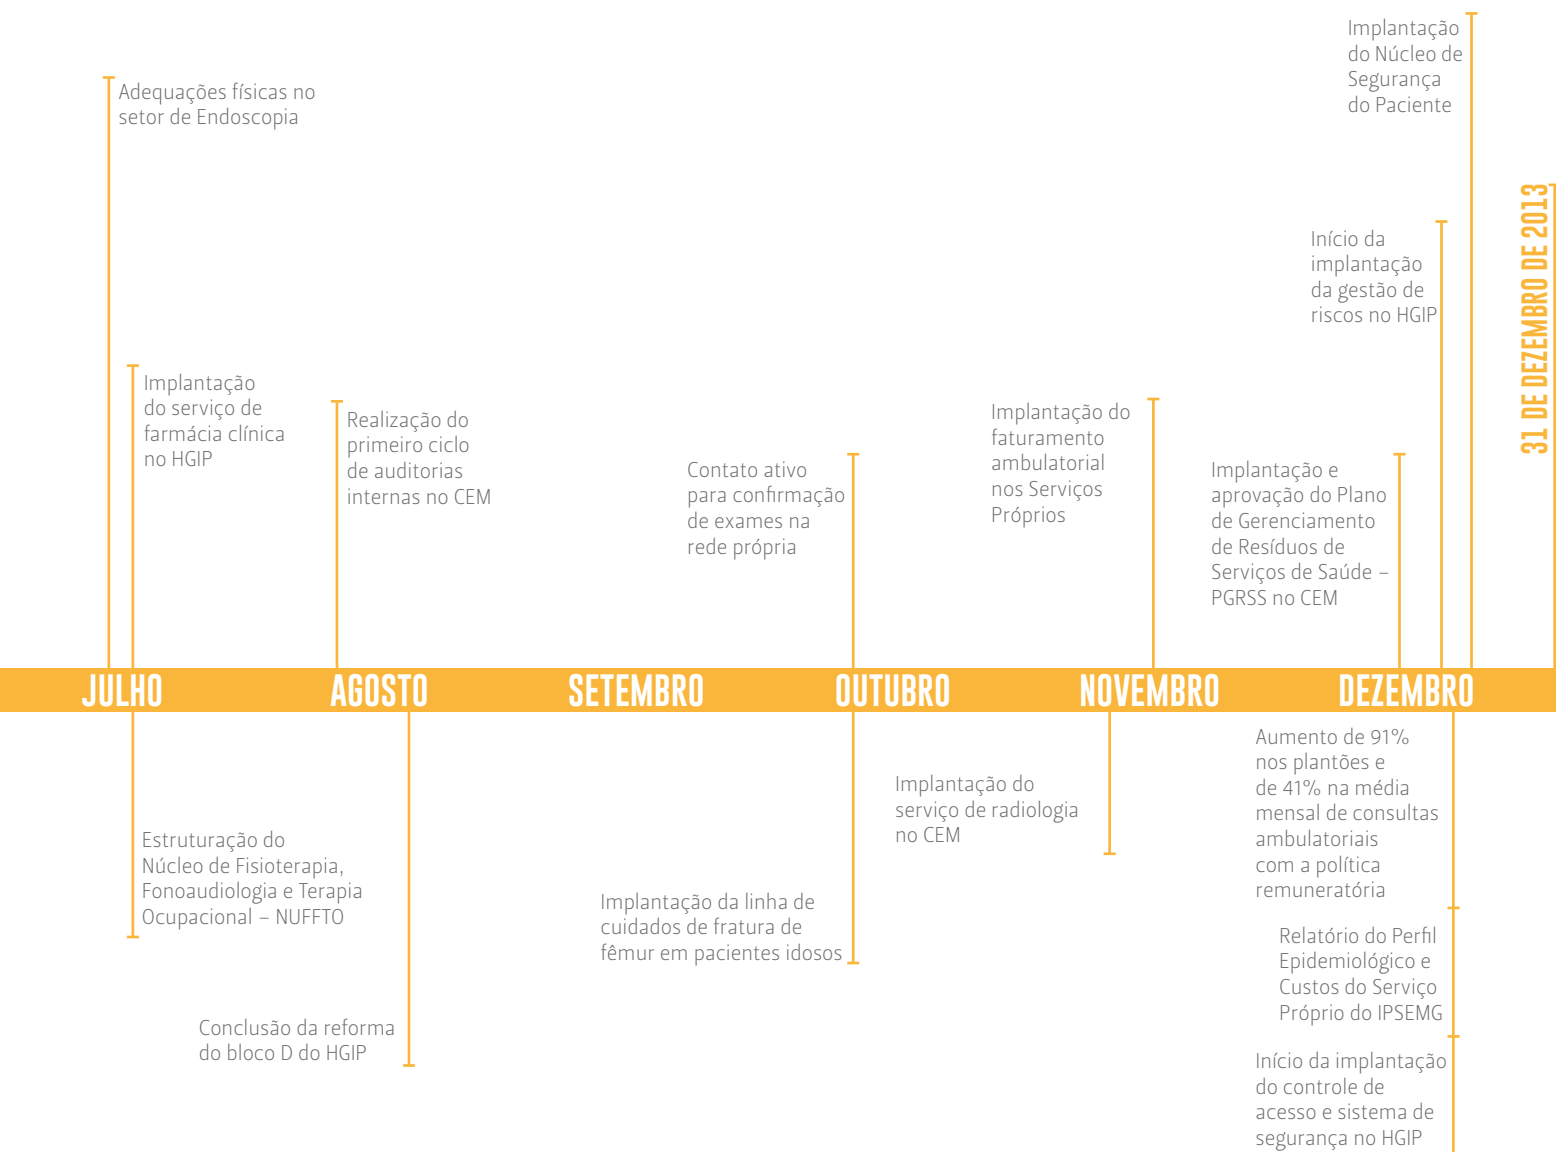 Implantação
do Núcleo de
Segurança
do Paciente
Adequações físicas no
setor de Endoscopia
31 DE DEZEMBRO DE 2013
Início da
implantação
da gestão de
riscos no HGIP
Implantação
do serviço de
farmácia clínica
no HGIP
Realização do
primeiro ciclo
de auditorias
internas no CEM
Contato ativo
para confirmação
de exames na
rede própria
Implantação do
faturamento
ambulatorial
nos Serviços
Próprios
Implantação e
aprovação do Plano
de Gerenciamento
de Resíduos de
Serviços de Saúde –
PGRSS no CEM
JULHO
AGOSTO
SETEMBRO
OUTUBRO
NOVEMBRO
DEZEMBRO
Estruturação do
Núcleo de Fisioterapia,
Fonoaudiologia e Terapia
Ocupacional – NUFFTO
Conclusão da reforma
do bloco D do HGIP
Implantação da linha de
cuidados de fratura de
fêmur em pacientes idosos
Implantação do
serviço de radiologia
no CEM
Aumento de 91%
nos plantões e
de 41% na média
mensal de consultas
ambulatoriais
com a política
remuneratória
Relatório do Perfil
Epidemiológico e
Custos do Serviço
Próprio do IPSEMG
Início da implantação
do controle de
acesso e sistema de
segurança no HGIP